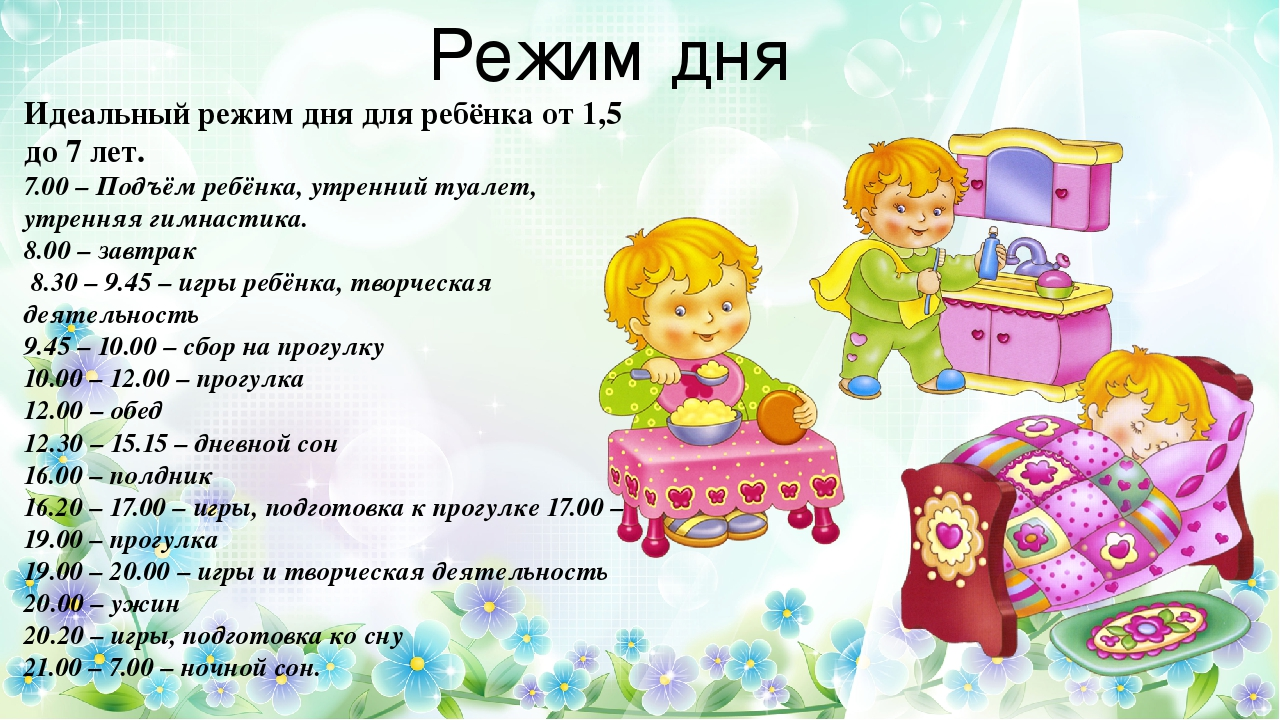 Режим дня
Идеальный режим дня для ребёнка от 1,5
до 7 лет.
7.00 – Подъём ребёнка, утренний туалет,
утренняя гимнастика.
8.00 – завтрак
8.30 – 9.45 – игры ребёнка, творческая
деятельность
9.45 – 10.00 – сбор на прогулку
10.00 – 12.00 – прогулка
12.00 – обед
12.30 – 15.15 – дневной сон
16.00 – полдник
16.20 – 17.00 – игры, подготовка к прогулке 17.00 –
19.00 – прогулка
19.00 – 20.00 – игры и творческая деятельность
20.00 – ужин
20.20 – игры, подготовка ко сну
21.00 – 7.00 – ночной сон.